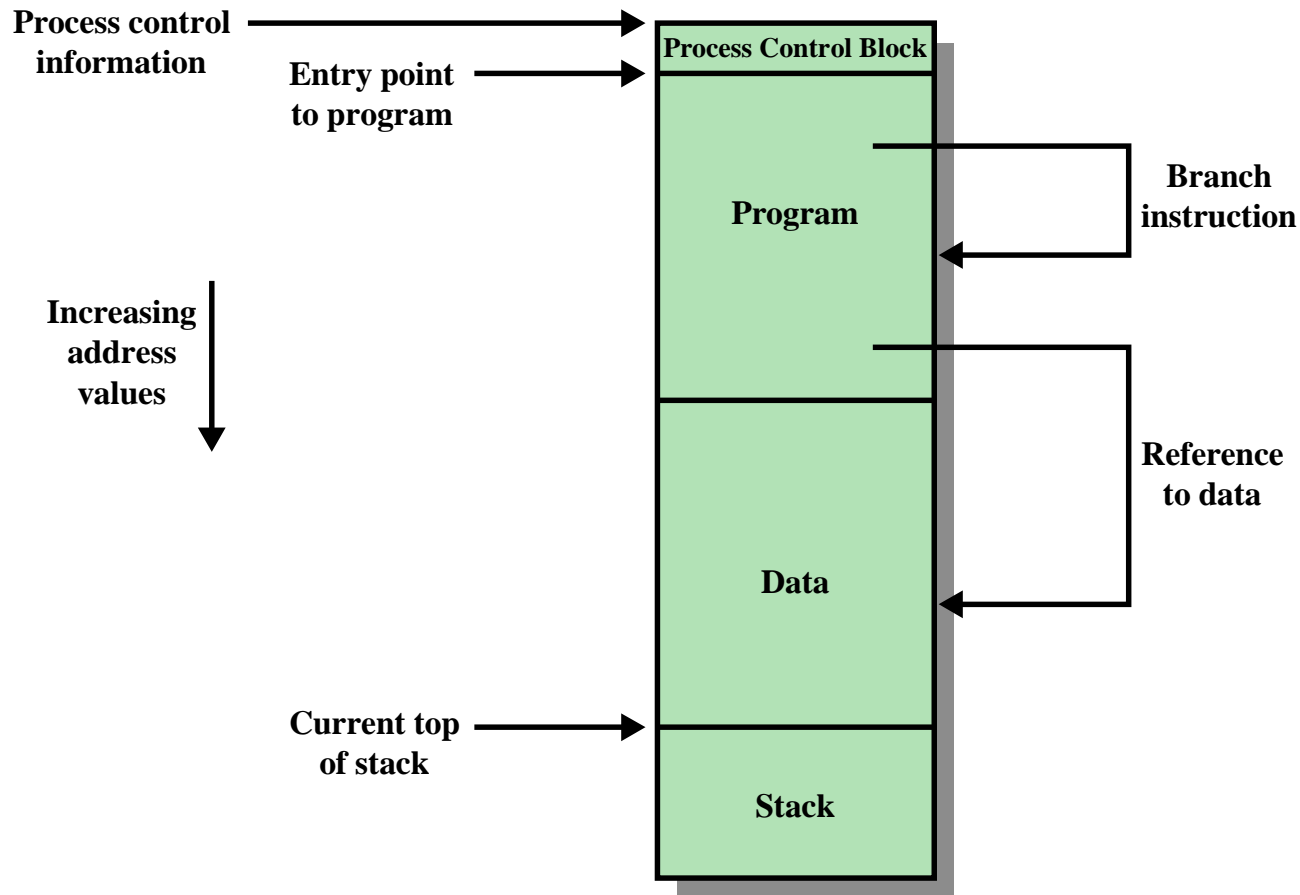 Process control
information
Process Control Block
Entry point
to program
Branch
instruction
Program
Increasing
address
values
Reference
to data
Data
Current top
of stack
Stack